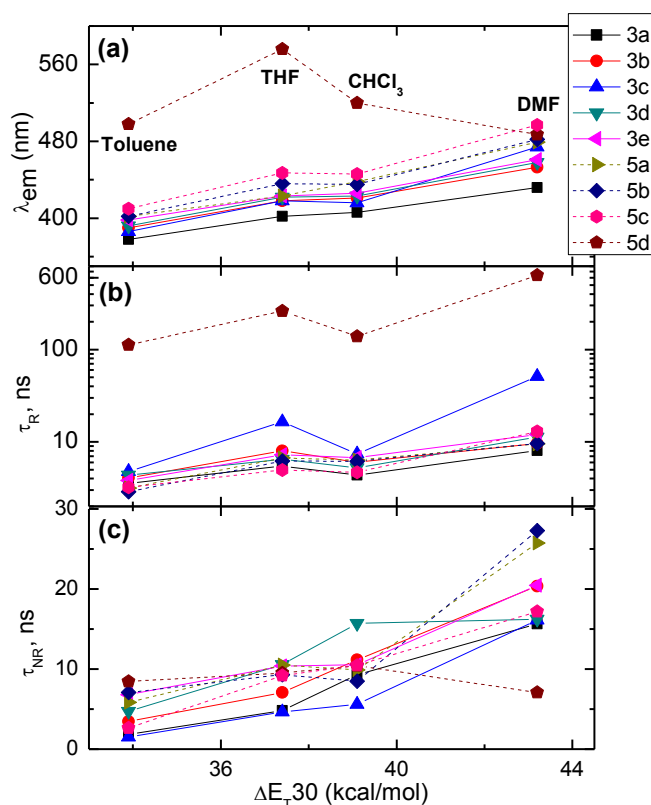 (a)
560
480
400
λem (nm)
Toluene
THF
CHCl3
DMF
3a
3b
3c
3d
3e
5a
5b
5c
5d
(b)
600
100
10
τR, ns
(c)
30
30
20
10
0
τNR, ns
36
40
44
ΔET30 (kcal/mol)